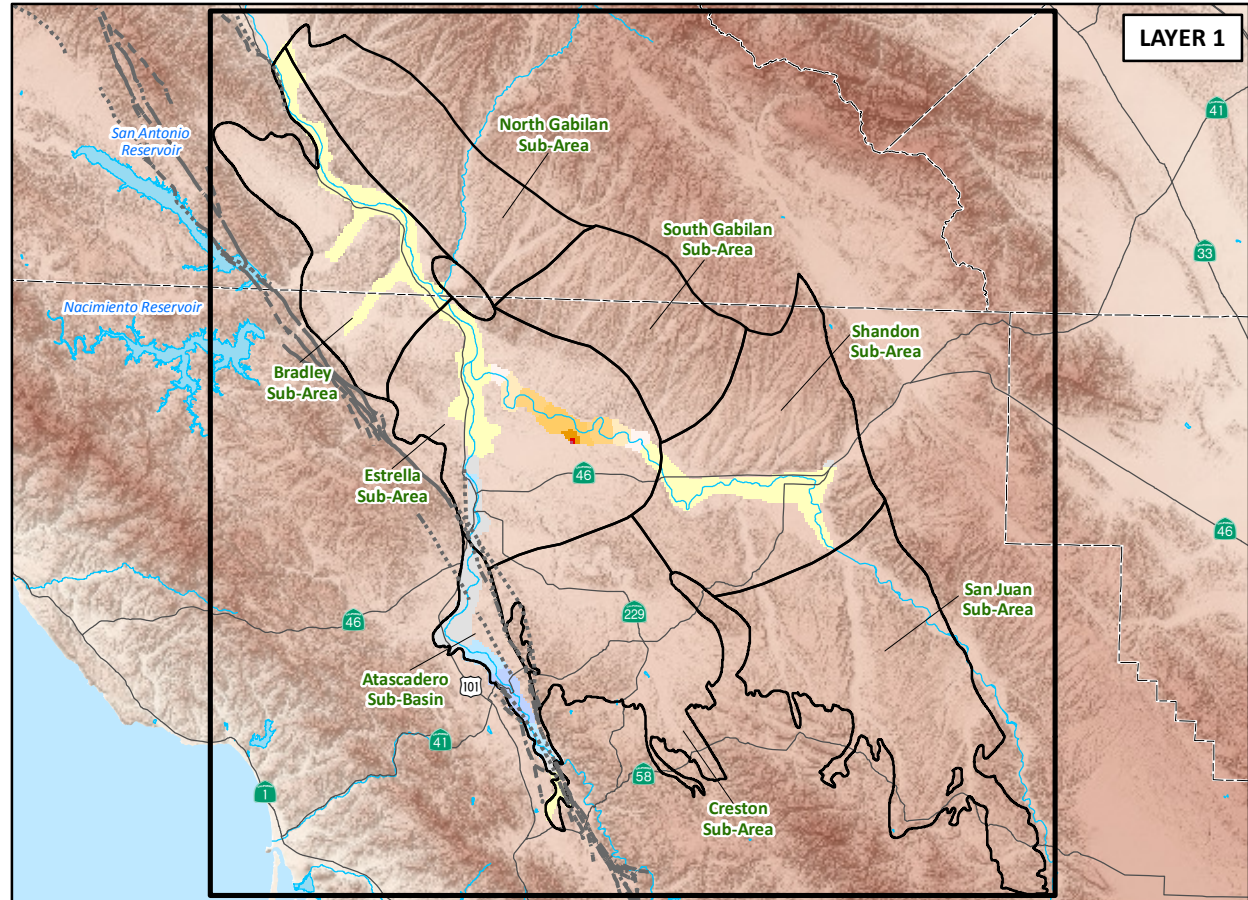 LAYER 1
41
San Antonio
Reservoir
North Gabilan
Sub-Area
South Gabilan
Sub-Area
33
Nacimiento Reservoir
Shandon
Sub-Area
Bradley
Sub-Area
Estrella
Sub-Area
46
46
San Juan
Sub-Area
229
46
Atascadero
Sub-Basin
101
41
58
1
Creston
Sub-Area